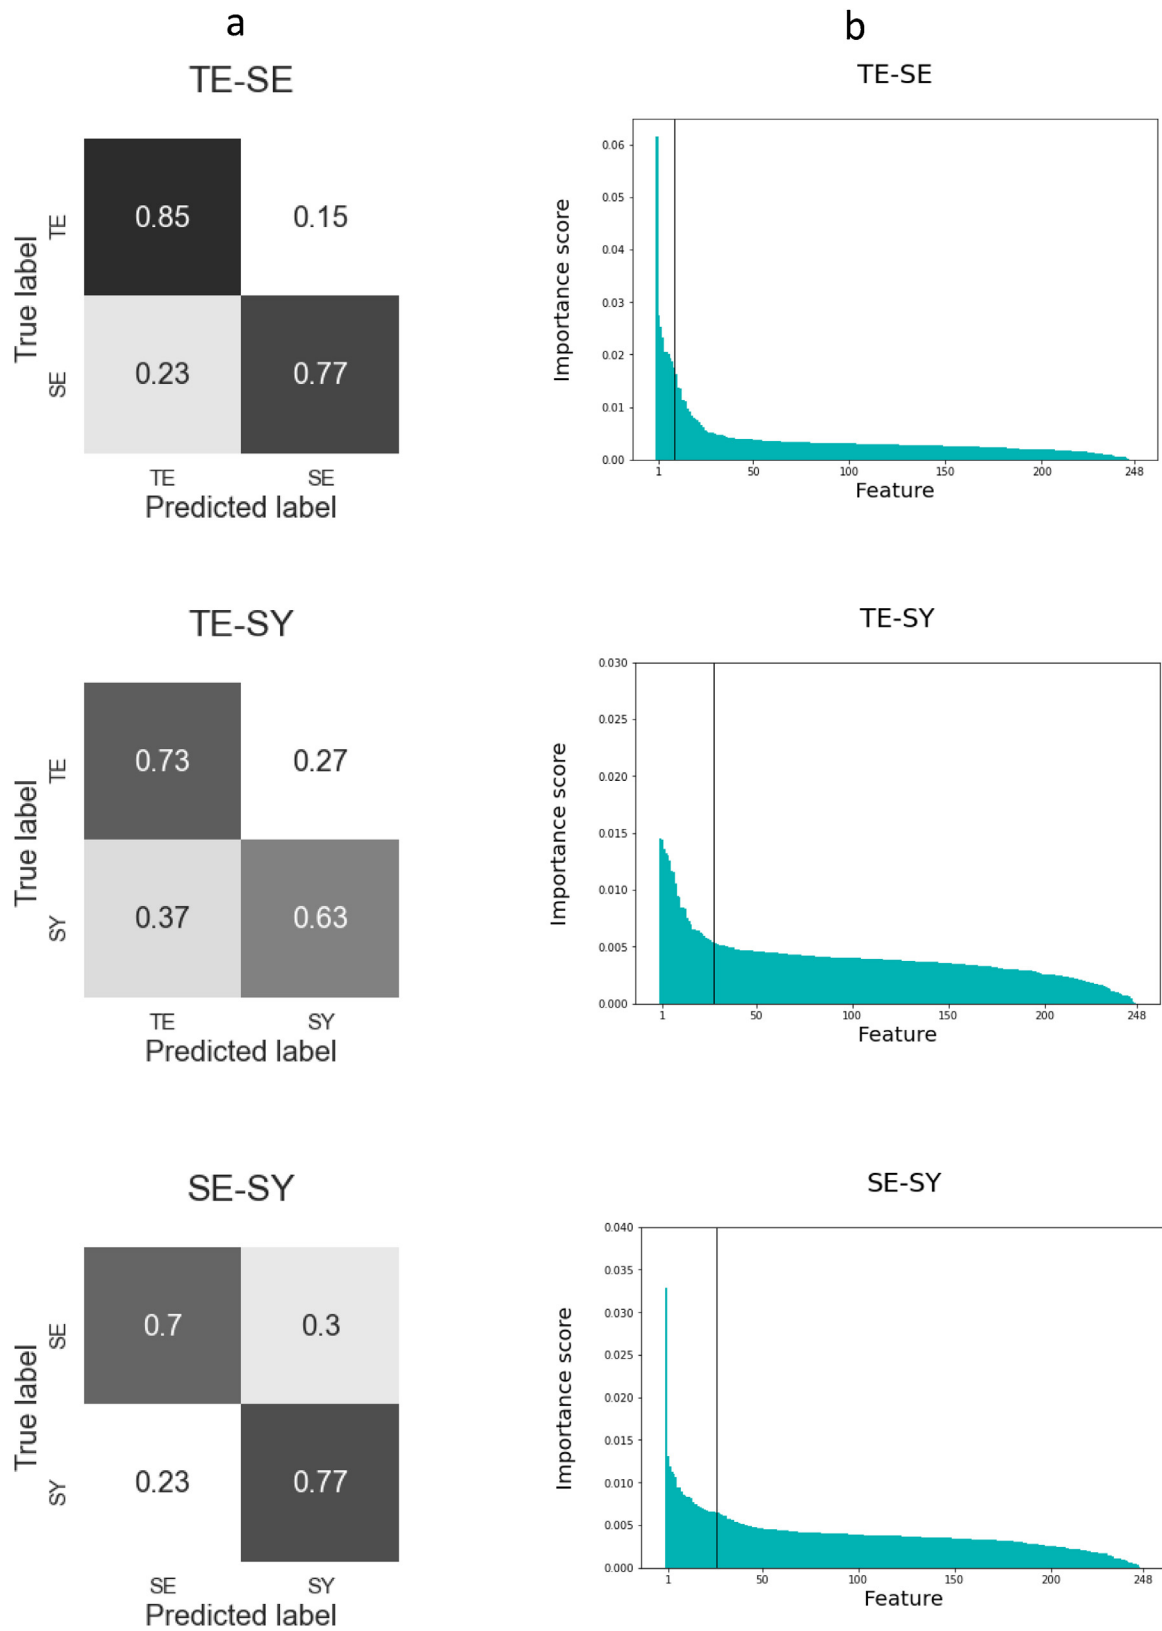 a
b
TE-SE
TE-SE
True label
TE
SE
0.85
0.15
0.23
0.77
TE
SE
Predicted label
Importance score
0.06
0.05
0.04
0.03
0.02
0.01
0.00
1
50
100
150
200
248
Feature
TE-SY
TE-SY
True label
TE
SY
0.73
0.27
0.37
0.63
TE
SY
Predicted label
Importance score
0.030
0.025
0.020
0.015
0.010
0.005
0.000
1
50
100
150
200
248
Feature
SE-SY
SE-SY
True label
SE
SY
0.7
0.3
0.23
0.77
SE
SY
Predicted label
Importance score
0.040
0.035
0.030
0.025
0.020
0.015
0.010
0.005
0.000
1
50
100
150
200
248
Feature